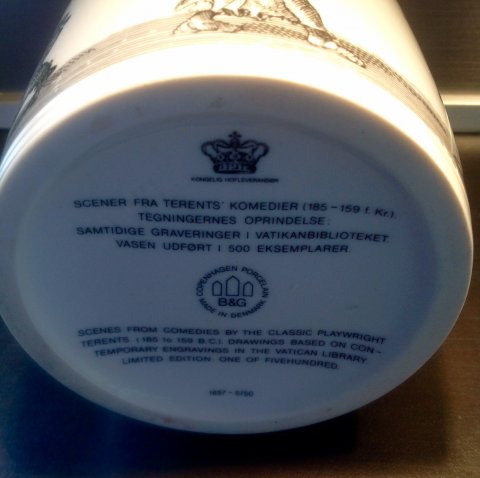 KONGELIG HOFLEVERANDØR
SCENER FRA TERENTS' KOMEDIER (185 - 159 f. Kr.).
TEGNINGERNES OPRINDELSE:
SAMTIDIGE GRAVERINGER I VATIKANBIBLIOTEKET.
VASEN UDFØRT I 500 EKSEMPLARER.
COPENHAGEN PORCELAIN
B&G
MADE IN DENMARK
SCENES FROM COMEDIES BY THE CLASSIC PLAYWRIGHT
TERENTS (185 to 159 B.C.). DRAWINGS BASED ON CON-
TEMPORARY ENGRAVINGS IN THE VATICAN LIBRARY.
LIMITED EDITION: ONE OF FIVEHUNDRED.
1857 - 5750